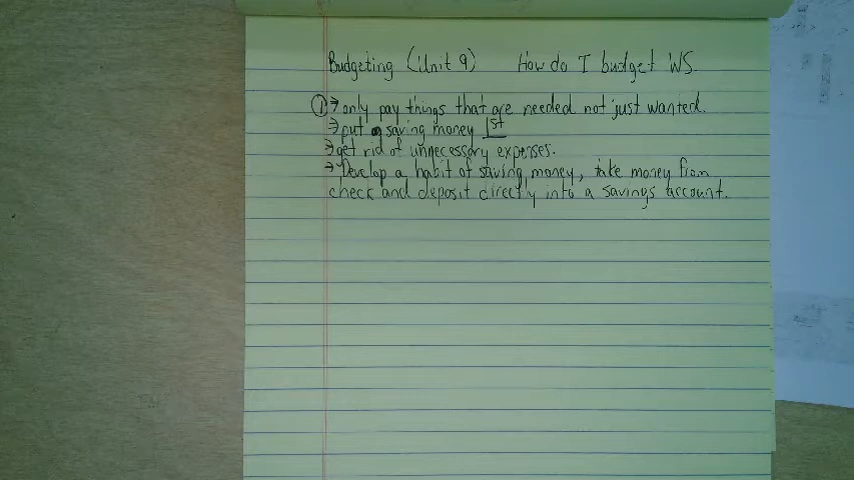 Budgeting (Unit 9) How do I budget WS.
① → only pay things that are needed not just wanted.
→ put saving money 1st
→ get rid of unnecessary expenses.
→ Develop a habit of saving money, take money from
check and deposit directly into a savings account.